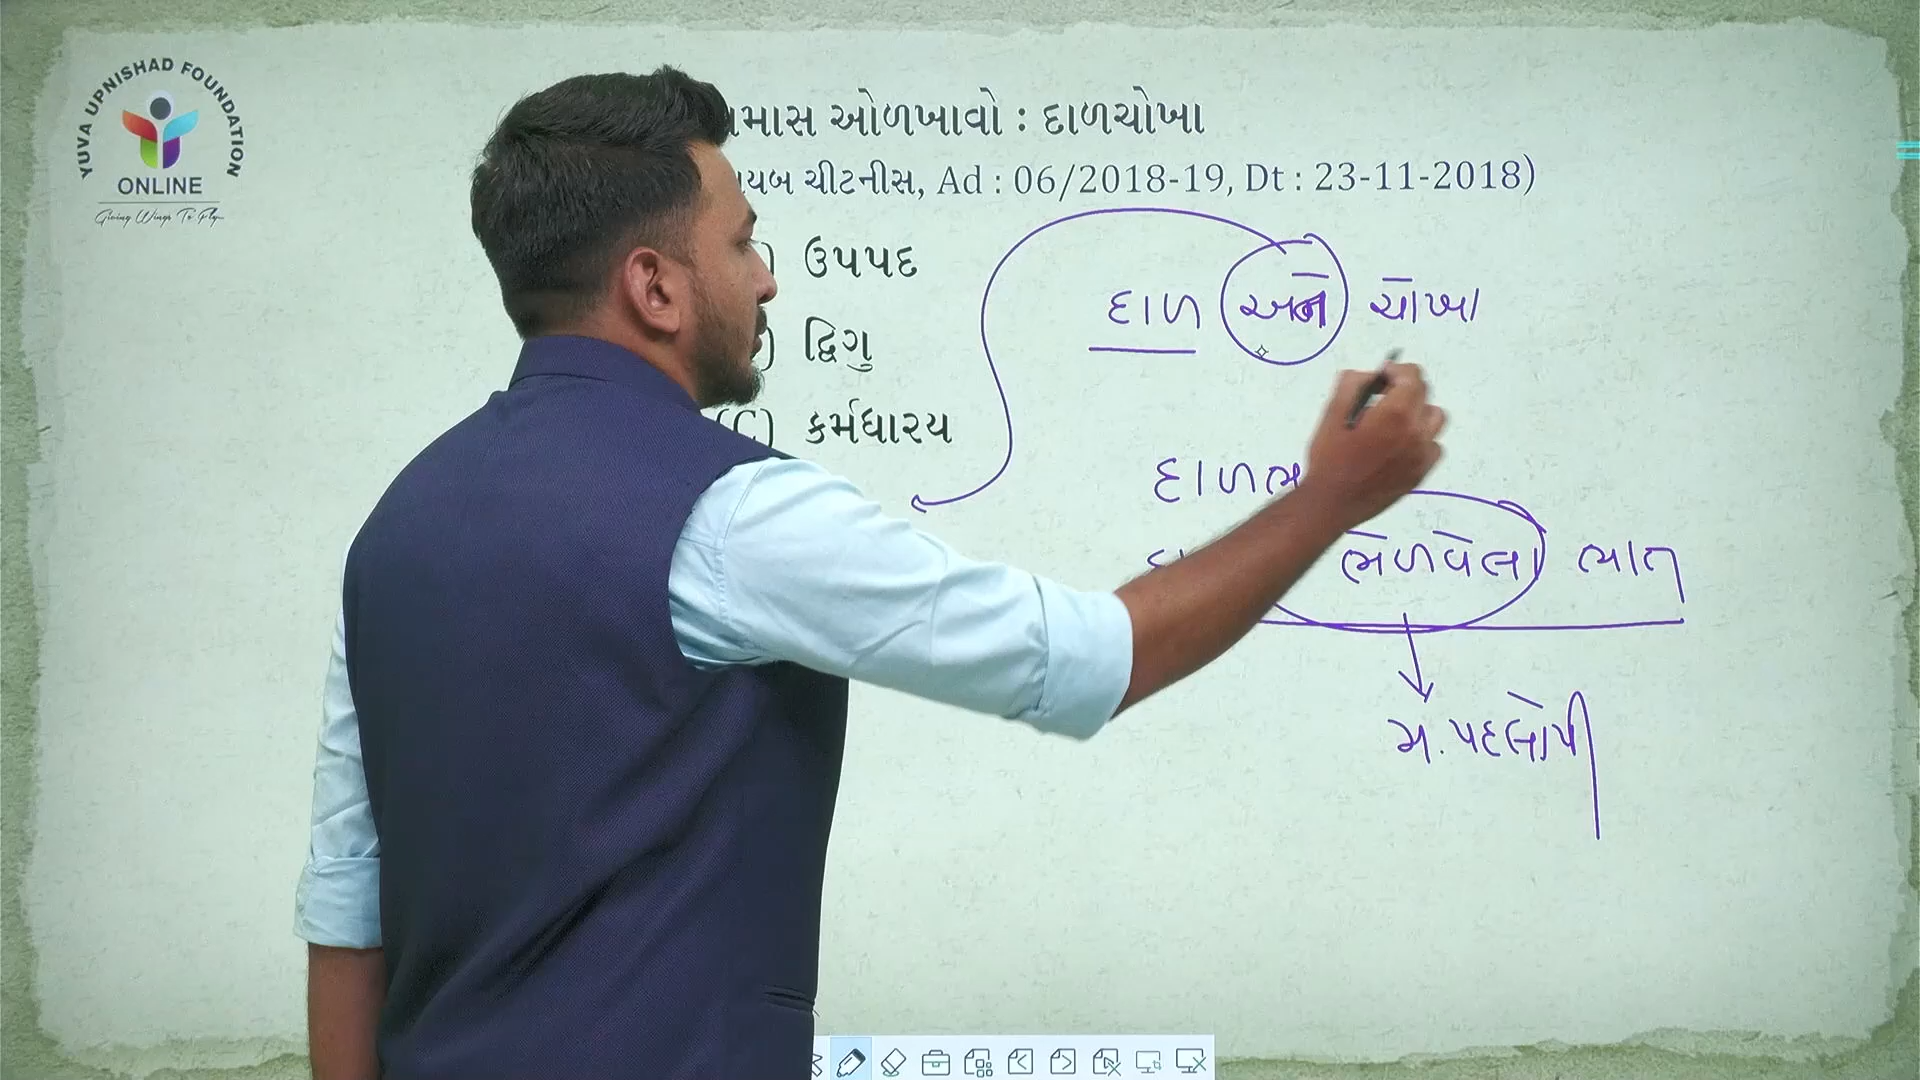 YUVA UPNISHAD FOUNDATION
ONLINE
Giving Wings To Fly...
ઓળખાવો : દાળચોખા
ચીટનીસ, Ad : 06/2018-19, Dt : 23-11-2018)
ઉપપદ
દ્વિગુ
(C) કર્મધારય
દાળ અને ચોખા
ભેળવેલા ભાત
મ.પદલોપી